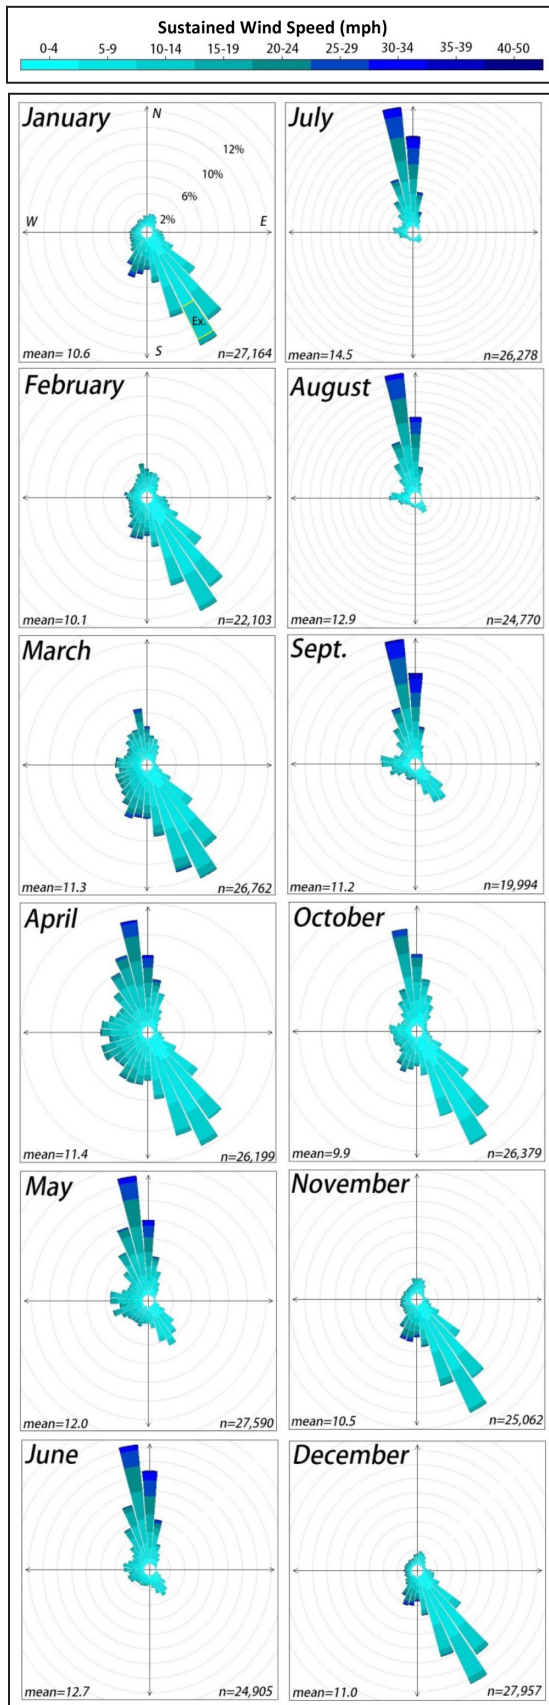 Sustained Wind Speed (mph)
0-4 5-9 10-14 15-19 20-24 25-29 30-34 35-39 40-50
January
N
12%
10%
6%
2%
W
E
Ex.
S
mean= 10.6
n=27,164
July
mean=14.5
n=26,278
February
mean=10.1
n=22,103
August
mean=12.9
n=24,770
March
mean=11.3
n=26,762
Sept.
mean=11.2
n=19,994
April
mean=11.4
n=26,199
October
mean=9.9
n=26,379
May
mean=12.0
n=27,590
November
mean=10.5
n=25,062
June
mean=12.7
n=24,905
December
mean=11.0
n=27,957